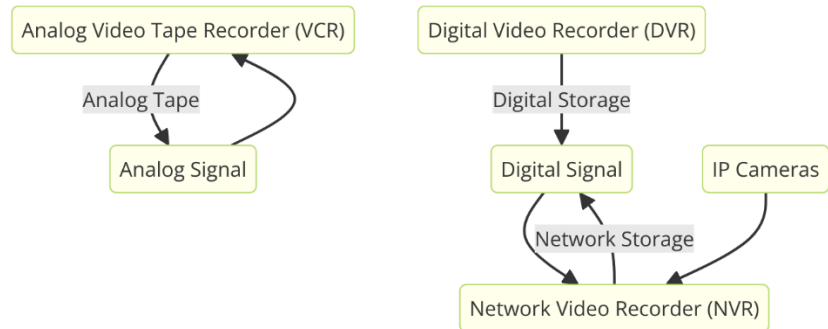 Analog Video Tape Recorder (VCR)
Digital Video Recorder (DVR)
Analog Tape
Digital Storage
Analog Signal
Digital Signal
IP Cameras
Network Storage
Network Video Recorder (NVR)